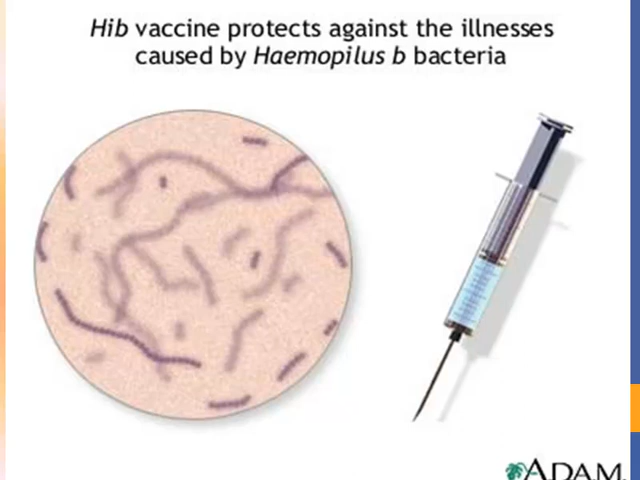 Hib vaccine protects against the illnesses
caused by Haemopilus b bacteria
ADAM.